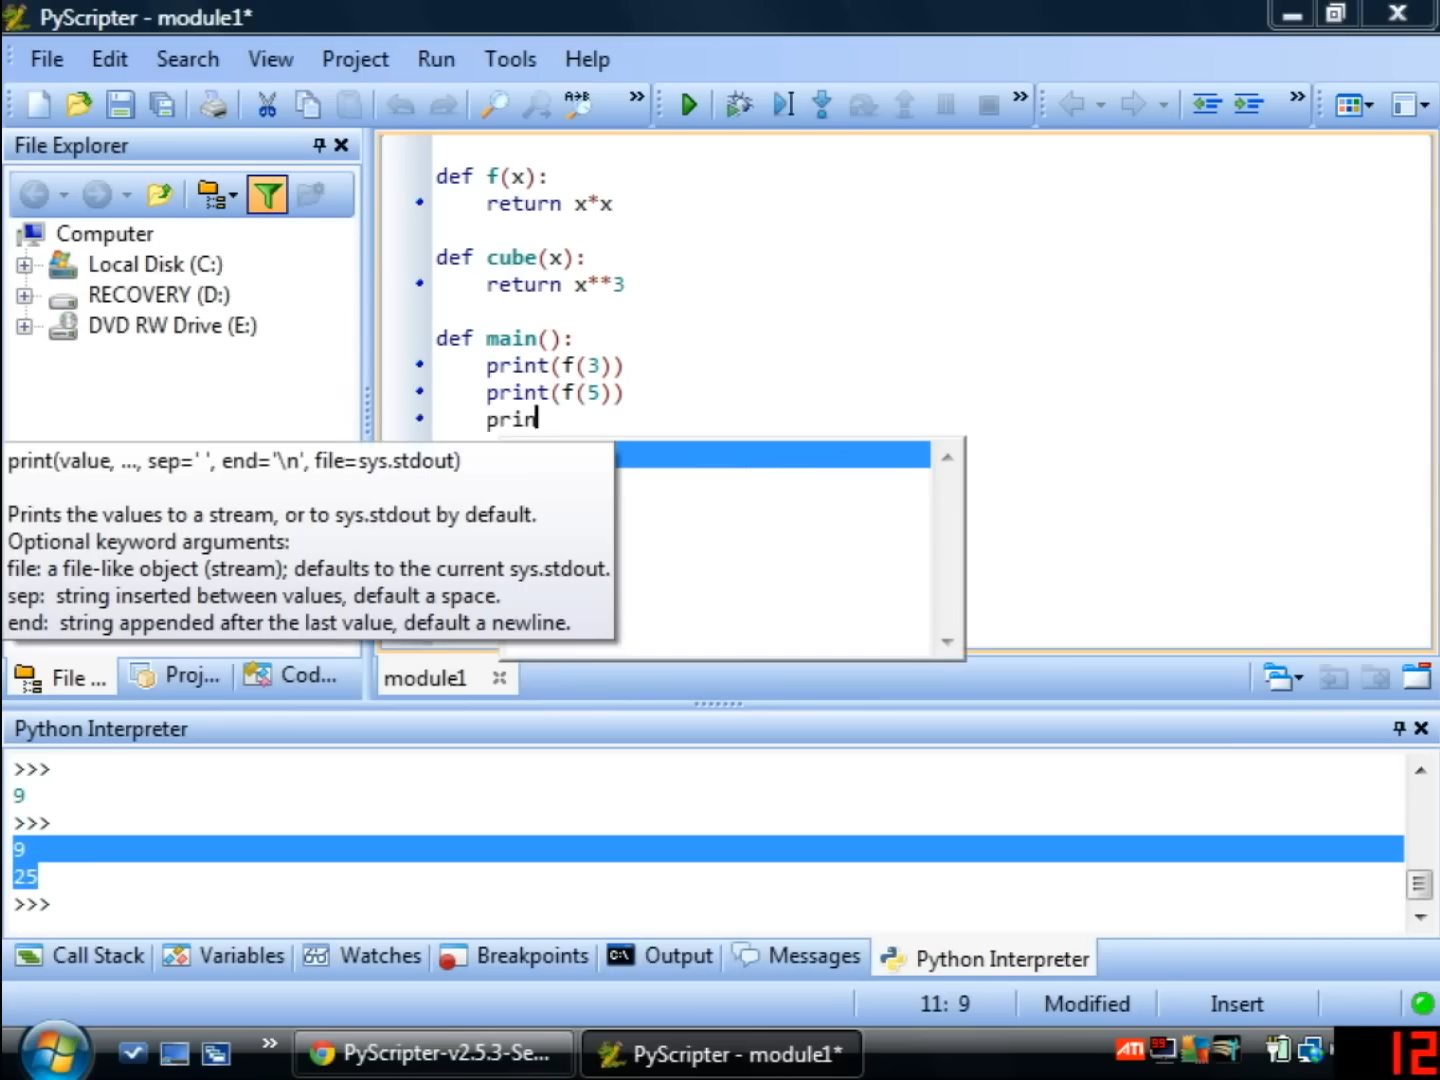 PyScripter - module1*
File Edit Search View Project Run Tools Help
File Explorer
Computer
Local Disk (C:)
RECOVERY (D:)
DVD RW Drive (E:)
def f(x):
return x*x
def cube(x):
return x**3
def main():
print(f(3))
print(f(5))
prin
print(value, ..., sep=' ', end='\n', file=sys.stdout)
Prints the values to a stream, or to sys.stdout by default.
Optional keyword arguments:
file: a file-like object (stream); defaults to the current sys.stdout.
sep: string inserted between values, default a space.
end: string appended after the last value, default a newline.
File ... Proj... Cod...
module1
Python Interpreter
>>>
9
>>>
9
25
>>>
Call Stack Variables Watches Breakpoints Output Messages Python Interpreter
11: 9 Modified Insert
PyScripter-v2.5.3-Se... PyScripter - module1* ATI 99 12